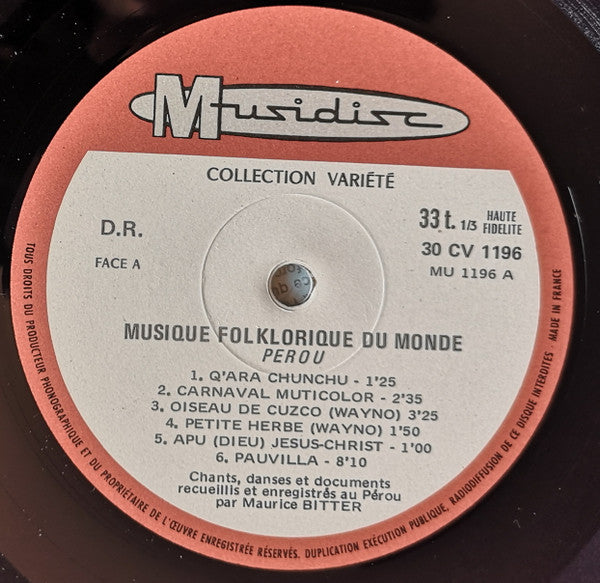 Musidisc
COLLECTION VARIÉTÉ
D.R.
FACE A
33 t. 1/3 HAUTE FIDELITE
30 CV 1196
MU 1196 A
MUSIQUE FOLKLORIQUE DU MONDE
PEROU
1. Q'ARA CHUNCHU - 1'25
2. CARNAVAL MUTICOLOR - 2'35
3. OISEAU DE CUZCO (WAYNO) 3'25
4. PETITE HERBE (WAYNO) 1'50
5. APU (DIEU) JESUS-CHRIST - 1'00
6. PAUVILLA - 8'10
Chants, danses et documents
recueillis et enregistrés au Pérou
par Maurice BITTER
TOUS DROITS DU PRODUCTEUR PHONOGRAPHIQUE ET DU PROPRIÉTAIRE DE L'ŒUVRE ENREGISTRÉE RÉSERVÉS. DUPLICATION EXÉCUTION PUBLIQUE, RADIODIFFUSION DE CE DISQUE INTERDITES - MADE IN FRANCE